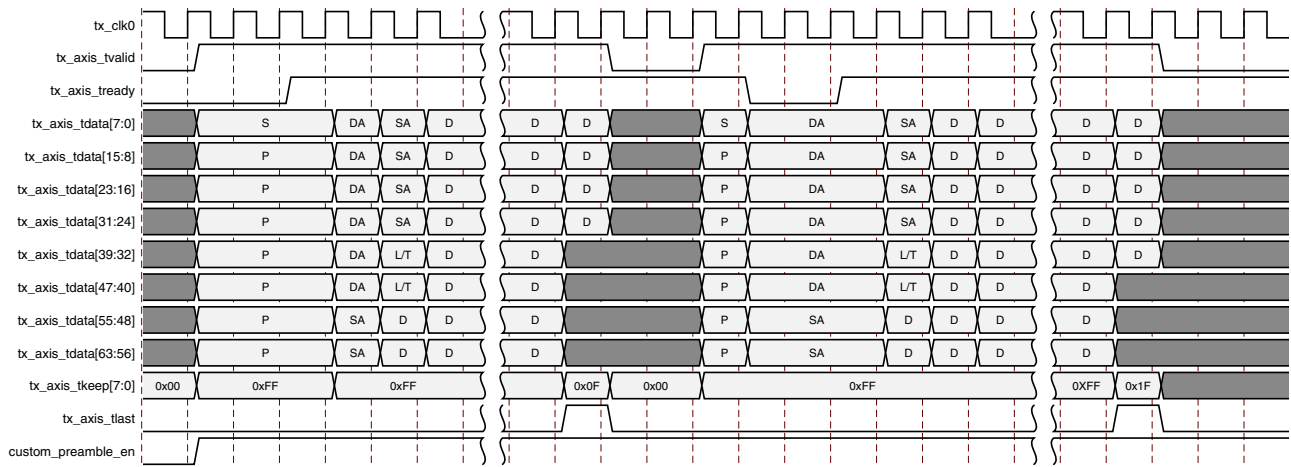 tx_clk0
tx_axis_tvalid
tx_axis_tready
tx_axis_tdata[7:0] S DA SA D D D S DA SA D D D D
tx_axis_tdata[15:8] P DA SA D D D P DA SA D D D D
tx_axis_tdata[23:16] P DA SA D D D P DA SA D D D D
tx_axis_tdata[31:24] P DA SA D D D P DA SA D D D D
tx_axis_tdata[39:32] P DA L/T D D P DA L/T D D D D
tx_axis_tdata[47:40] P DA L/T D D P DA L/T D D D
tx_axis_tdata[55:48] P SA D D D P SA D D D D
tx_axis_tdata[63:56] P SA D D D P SA D D D D
tx_axis_tkeep[7:0] 0x00 0xFF 0xFF 0x0F 0x00 0xFF 0XFF 0x1F
tx_axis_tlast
custom_preamble_en